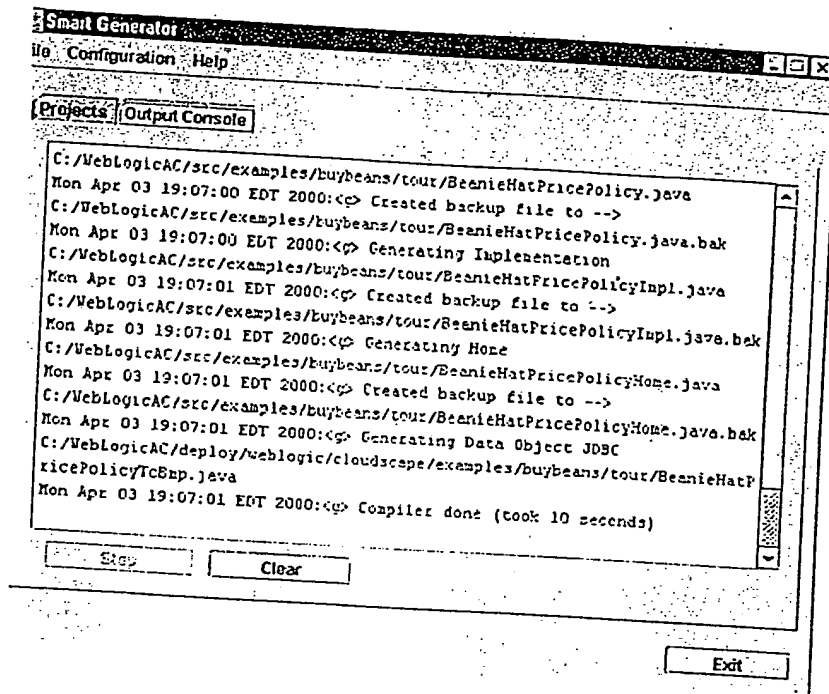 Smart Generator
ile Configuration Help
Projects Output Console
C:/WebLogicAC/src/examples/buybeans/tour/BeanieHatPricePolicy.java
Mon Apr 03 19:07:00 EDT 2000:<g> Created backup file to -->
C:/WebLogicAC/src/examples/buybeans/tour/BeanieHatPricePolicy.java.bak
Mon Apr 03 19:07:00 EDT 2000:<g> Generating Implementation
C:/WebLogicAC/src/examples/buybeans/tour/BeanieHatPricePolicyImpl.java
Mon Apr 03 19:07:01 EDT 2000:<g> Created backup file to -->
C:/WebLogicAC/src/examples/buybeans/tour/BeanieHatPricePolicyImpl.java.bak
Mon Apr 03 19:07:01 EDT 2000:<g> Generating Home
C:/WebLogicAC/src/examples/buybeans/tour/BeanieHatPricePolicyHome.java
Mon Apr 03 19:07:01 EDT 2000:<g> Created backup file to -->
C:/WebLogicAC/src/examples/buybeans/tour/BeanieHatPricePolicyHome.java.bak
Mon Apr 03 19:07:01 EDT 2000:<g> Generating Data Object JDBC
C:/WebLogicAC/deploy/weblogic/cloudscape/examples/buybeans/tour/BeanieHatP
ricePolicyTcBmp.java
Mon Apr 03 19:07:01 EDT 2000:<g> Compiler done (took 10 seconds)
Stop Clear
Exit